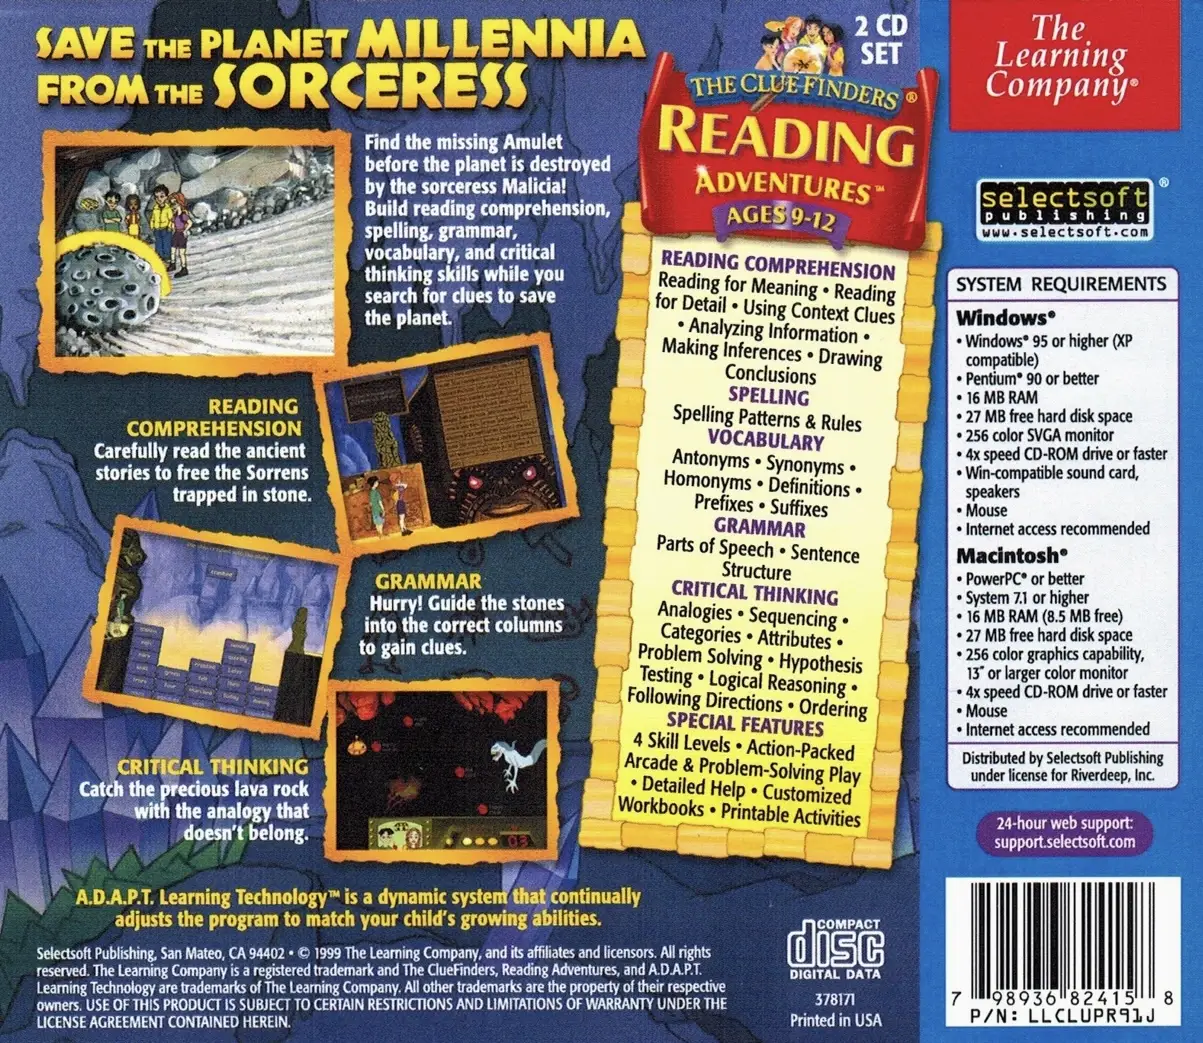 SAVE THE PLANET MILLENNIA
FROM THE SORCERESS
Find the missing Amulet
before the planet is destroyed
by the sorceress Malicia!
Build reading comprehension,
spelling, grammar,
vocabulary, and critical
thinking skills while you
search for clues to save
the planet.
READING
COMPREHENSION
Carefully read the ancient
stories to free the Sorrens
trapped in stone.
GRAMMAR
Hurry! Guide the stones
into the correct columns
to gain clues.
CRITICAL THINKING
Catch the precious lava rock
with the analogy that
doesn't belong.
03
A.D.A.P.T. Learning Technology™ is a dynamic system that continually
adjusts the program to match your child's growing abilities.
Selectsoft Publishing, San Mateo, CA 94402 • © 1999 The Learning Company, and its affiliates and licensors. All rights
reserved. The Learning Company is a registered trademark and The ClueFinders, Reading Adventures, and A.D.A.P.T.
Learning Technology are trademarks of The Learning Company. All other trademarks are the property of their respective
owners. USE OF THIS PRODUCT IS SUBJECT TO CERTAIN RESTRICTIONS AND LIMITATIONS OF WARRANTY UNDER THE
LICENSE AGREEMENT CONTAINED HEREIN.
2 CD
SET
THE CLUEFINDERS®
READING
ADVENTURES™
AGES 9-12
READING COMPREHENSION
Reading for Meaning • Reading
for Detail • Using Context Clues
• Analyzing Information •
Making Inferences • Drawing
Conclusions
SPELLING
Spelling Patterns & Rules
VOCABULARY
Antonyms • Synonyms •
Homonyms • Definitions •
Prefixes • Suffixes
GRAMMAR
Parts of Speech • Sentence
Structure
CRITICAL THINKING
Analogies • Sequencing •
Categories • Attributes •
Problem Solving • Hypothesis
Testing • Logical Reasoning •
Following Directions • Ordering
SPECIAL FEATURES
4 Skill Levels • Action-Packed
Arcade & Problem-Solving Play
• Detailed Help • Customized
Workbooks • Printable Activities
COMPACT
disc
DIGITAL DATA
378171
Printed in USA
The
Learning
Company®
selectsoft®
publishing
www.selectsoft.com
SYSTEM REQUIREMENTS
Windows®
• Windows® 95 or higher (XP
compatible)
• Pentium® 90 or better
• 16 MB RAM
• 27 MB free hard disk space
• 256 color SVGA monitor
• 4x speed CD-ROM drive or faster
• Win-compatible sound card,
speakers
• Mouse
• Internet access recommended
Macintosh®
• PowerPC® or better
• System 7.1 or higher
• 16 MB RAM (8.5 MB free)
• 27 MB free hard disk space
• 256 color graphics capability,
13" or larger color monitor
• 4x speed CD-ROM drive or faster
• Mouse
• Internet access recommended
Distributed by Selectsoft Publishing
under license for Riverdeep, Inc.
24-hour web support:
support.selectsoft.com
7 98936 82415 8
P/N: LLCLUPR91J